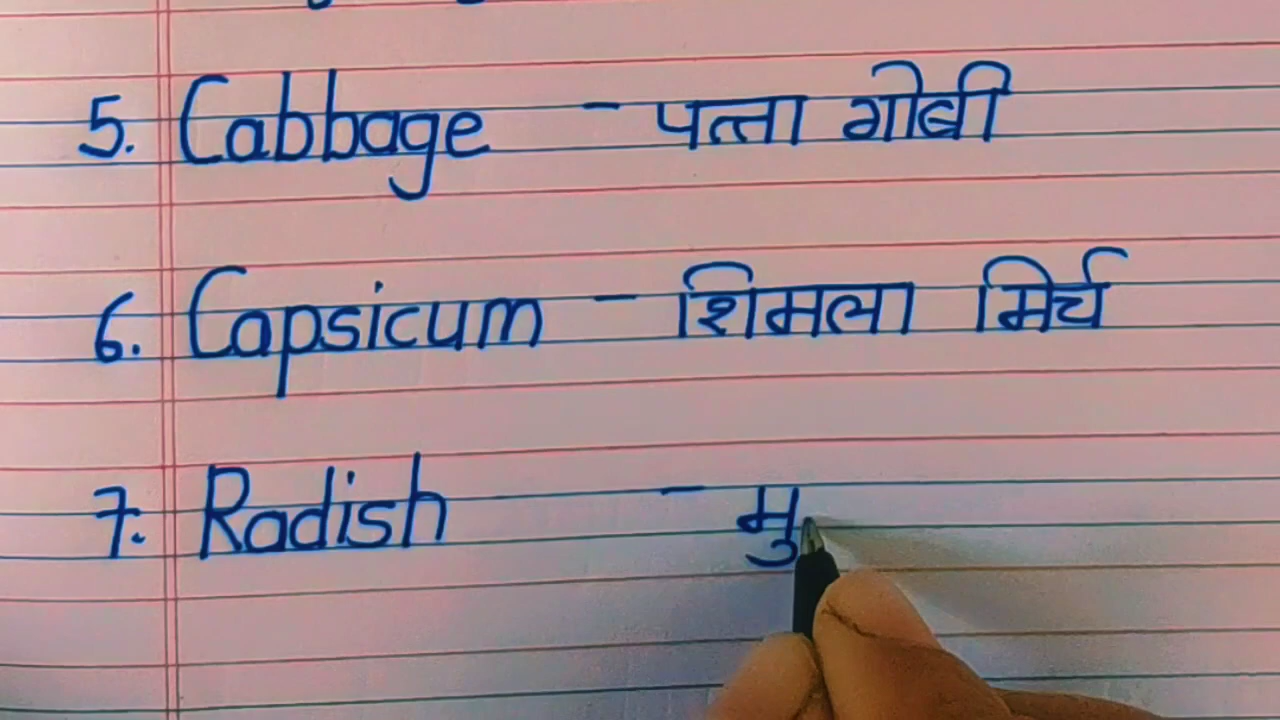 5. Cabbage - पत्ता गोबी
6. Capsicum - शिमला मिर्च
7. Radish - मु